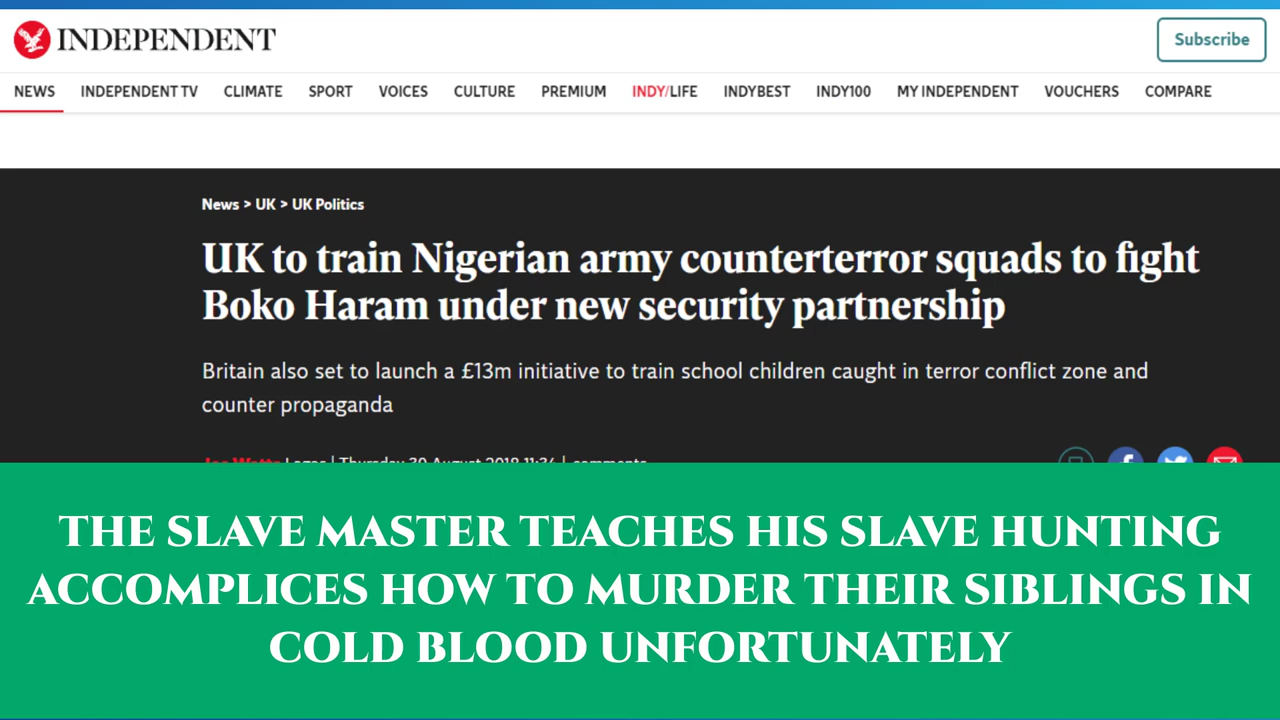 INDEPENDENT
Subscribe
NEWS INDEPENDENT TV CLIMATE SPORT VOICES CULTURE PREMIUM INDY/LIFE INDYBEST INDY100 MY INDEPENDENT VOUCHERS COMPARE
News > UK > UK Politics
UK to train Nigerian army counterterror squads to fight
Boko Haram under new security partnership
Britain also set to launch a £13m initiative to train school children caught in terror conflict zone and
counter propaganda
Lagos | Thursday 30 August 2018 11:34 | comments
THE SLAVE MASTER TEACHES HIS SLAVE HUNTING
ACCOMPLICES HOW TO MURDER THEIR SIBLINGS IN
COLD BLOOD UNFORTUNATELY